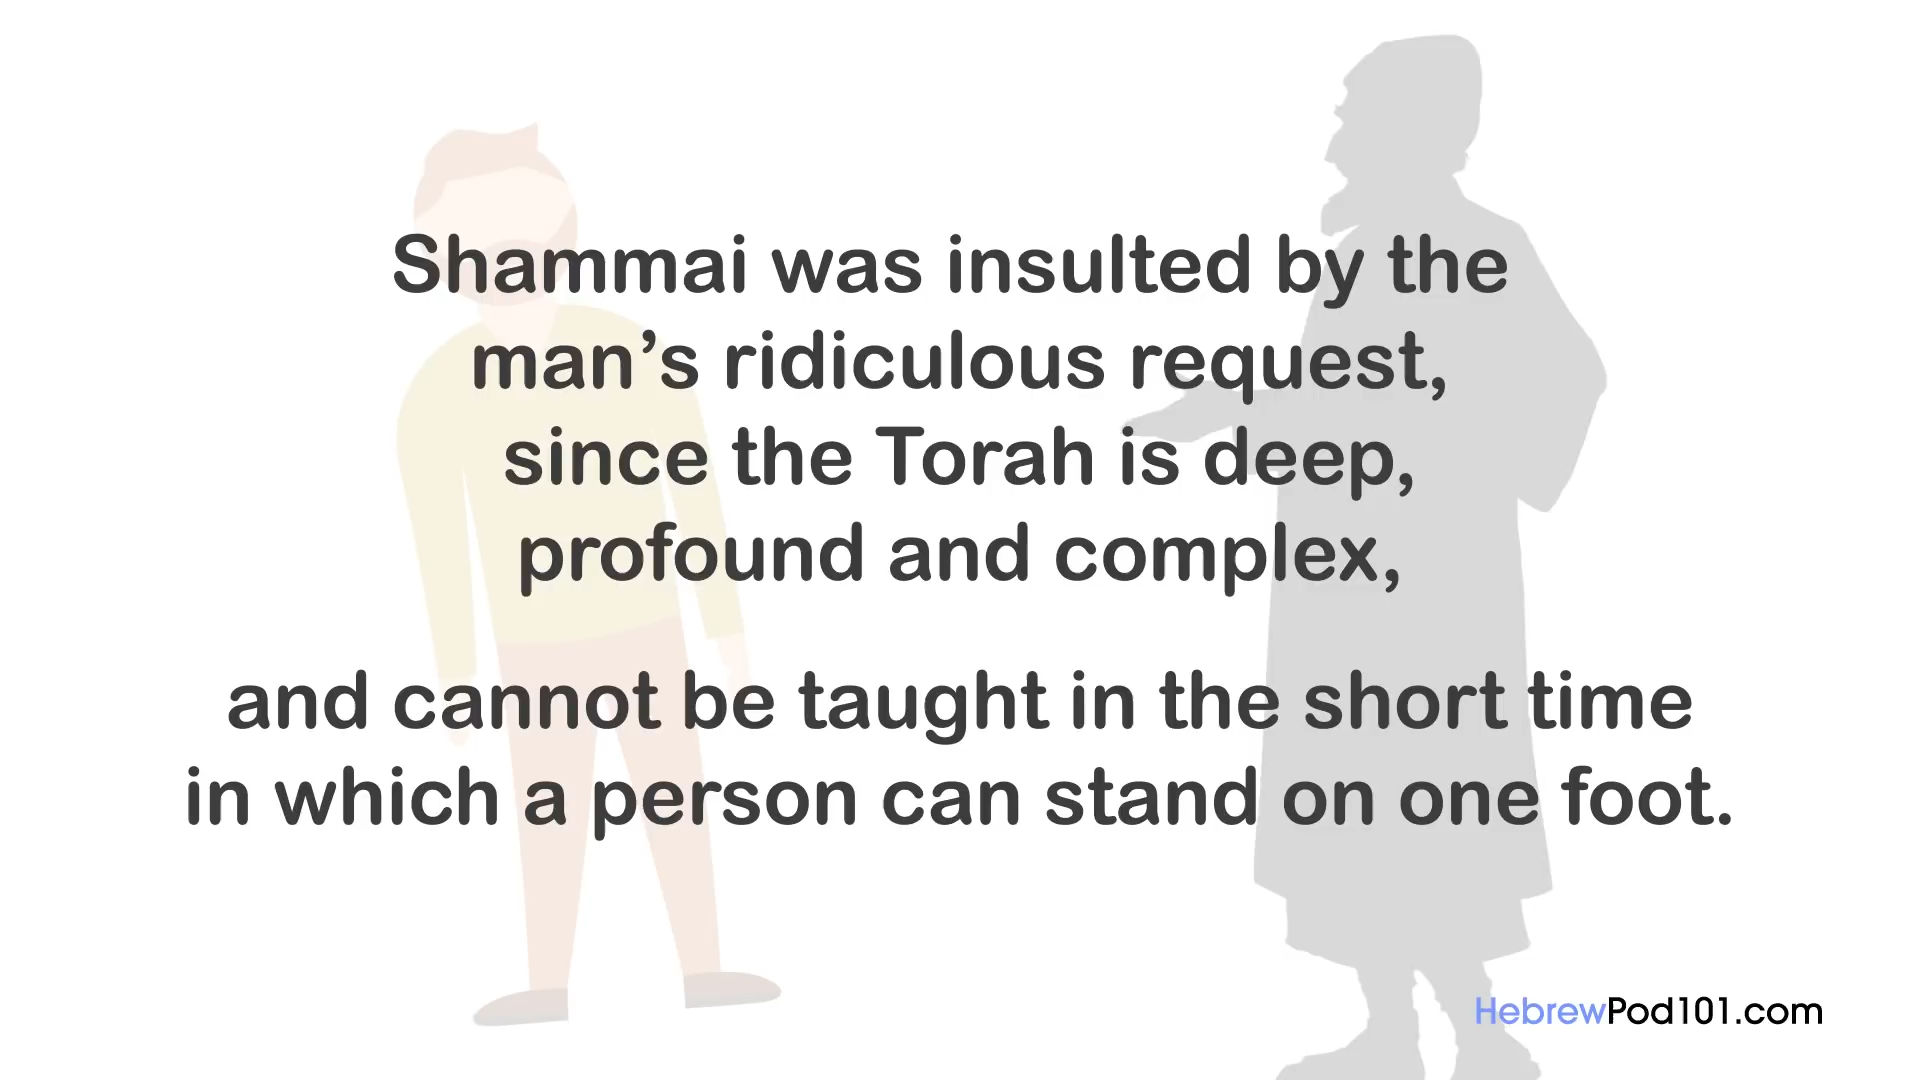 Shammai was insulted by the
man’s ridiculous request,
since the Torah is deep,
profound and complex,
and cannot be taught in the short time
in which a person can stand on one foot.
HebrewPod101.com